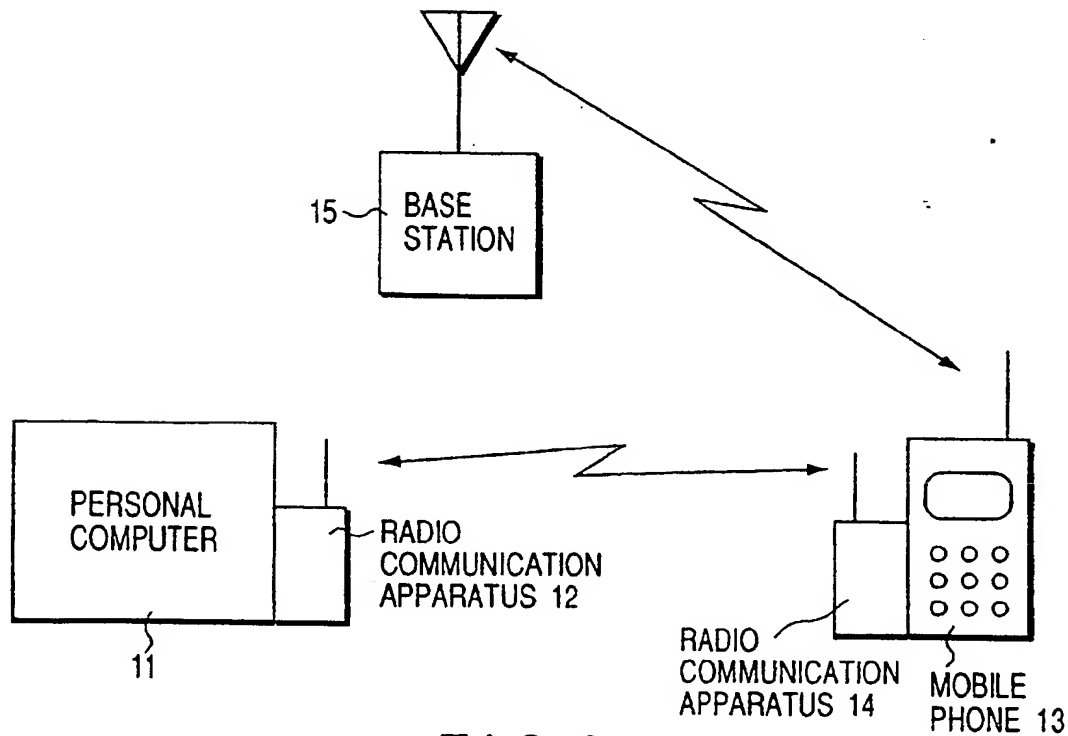 15
BASE
STATION
PERSONAL
COMPUTER
11
RADIO
COMMUNICATION
APPARATUS 12
RADIO
COMMUNICATION
APPARATUS 14
MOBILE
PHONE 13